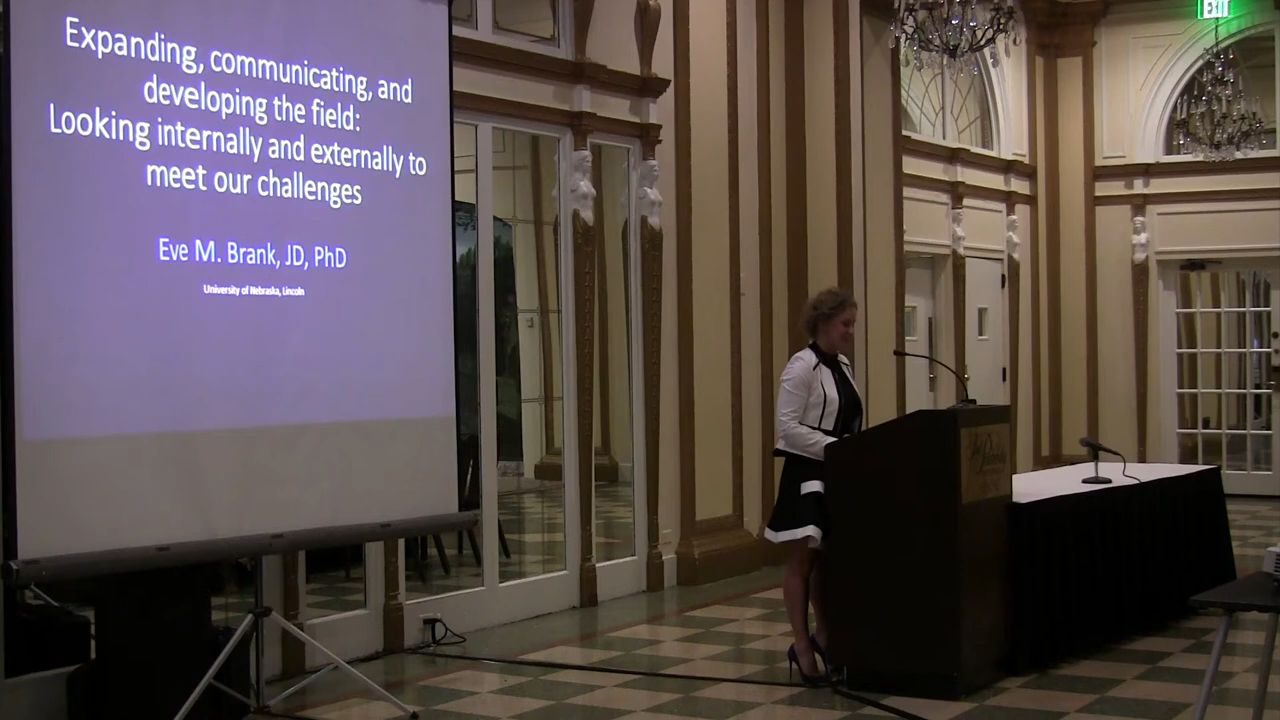 Expanding, communicating, and
developing the field:
Looking internally and externally to
meet our challenges
Eve M. Brank, JD, PhD
University of Nebraska, Lincoln
EXIT